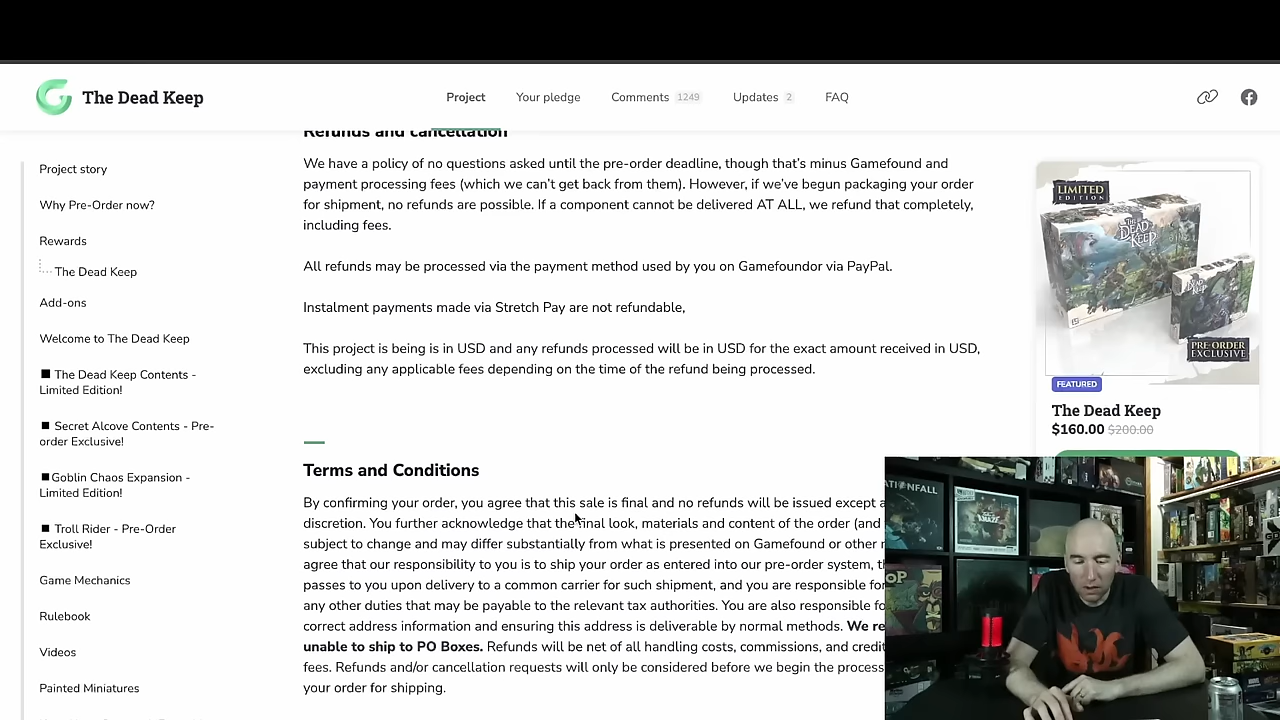 The Dead Keep
Project
Your pledge
Comments 1249
Updates 2
FAQ
Project story
Why Pre-Order now?
Rewards
The Dead Keep
Add-ons
Welcome to The Dead Keep
The Dead Keep Contents -
Limited Edition!
Secret Alcove Contents - Pre-
order Exclusive!
Goblin Chaos Expansion -
Limited Edition!
Troll Rider - Pre-Order
Exclusive!
Game Mechanics
Rulebook
Videos
Painted Miniatures
Refunds and cancellation
We have a policy of no questions asked until the pre-order deadline, though that's minus Gamefound and
payment processing fees (which we can't get back from them). However, if we've begun packaging your order
for shipment, no refunds are possible. If a component cannot be delivered AT ALL, we refund that completely,
including fees.
All refunds may be processed via the payment method used by you on Gamefoundor via PayPal.
Instalment payments made via Stretch Pay are not refundable,
This project is being is in USD and any refunds processed will be in USD for the exact amount received in USD,
excluding any applicable fees depending on the time of the refund being processed.
Terms and Conditions
By confirming your order, you agree that this sale is final and no refunds will be issued except a
discretion. You further acknowledge that the final look, materials and content of the order (and
subject to change and may differ substantially from what is presented on Gamefound or other
agree that our responsibility to you is to ship your order as entered into our pre-order system,
passes to you upon delivery to a common carrier for such shipment, and you are responsible for
any other duties that may be payable to the relevant tax authorities. You are also responsible fo
correct address information and ensuring this address is deliverable by normal methods. We re
unable to ship to PO Boxes. Refunds will be net of all handling costs, commissions, and credit
fees. Refunds and/or cancellation requests will only be considered before we begin the process
your order for shipping.
LIMITED
EDITION
THE
DEAD
KEEP
PRE-ORDER
EXCLUSIVE
FEATURED
The Dead Keep
$160.00 $200.00